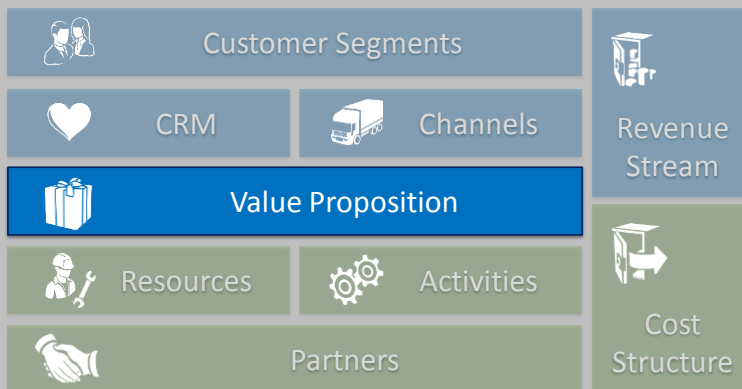 Customer Segments
CRM
Channels
Revenue
Stream
Value Proposition
Resources
Activities
Cost
Structure
Partners